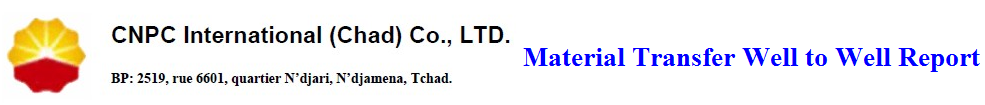 CNPC International (Chad) Co., LTD.
Material Transfer Well to Well Report
BP: 2519, rue 6601, quartier N’djari, N’djamena, Tchad.